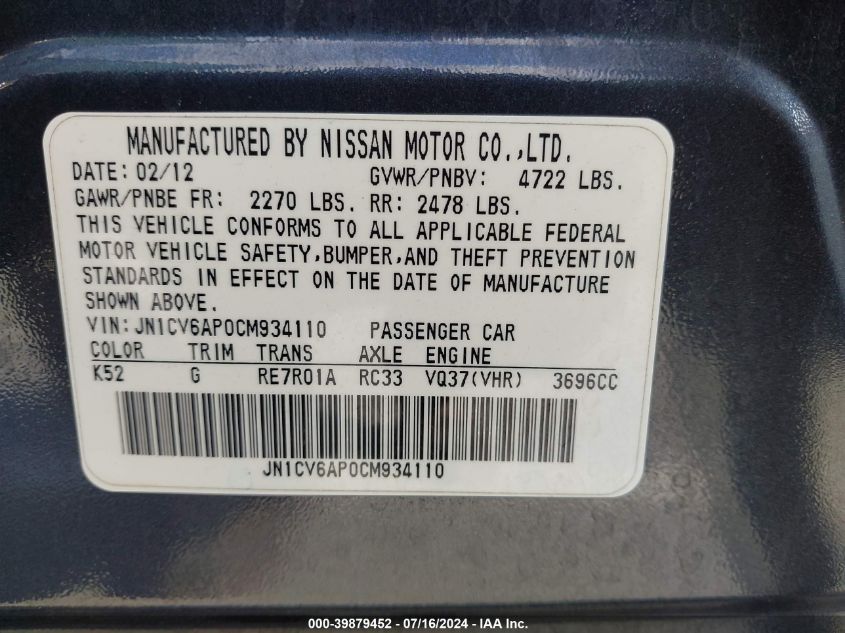 MANUFACTURED BY NISSAN MOTOR CO.,LTD.
DATE: 02/12 GVWR/PNBV: 4722 LBS.
GAWR/PNBE FR: 2270 LBS. RR: 2478 LBS.
THIS VEHICLE CONFORMS TO ALL APPLICABLE FEDERAL
MOTOR VEHICLE SAFETY,BUMPER,AND THEFT PREVENTION
STANDARDS IN EFFECT ON THE DATE OF MANUFACTURE
SHOWN ABOVE.
VIN: JN1CV6AP0CM934110 PASSENGER CAR
COLOR TRIM TRANS AXLE ENGINE
K52 G RE7R01A RC33 VQ37(VHR) 3696CC
JN1CV6AP0CM934110
000-39879452 - 07/16/2024 - IAA Inc.